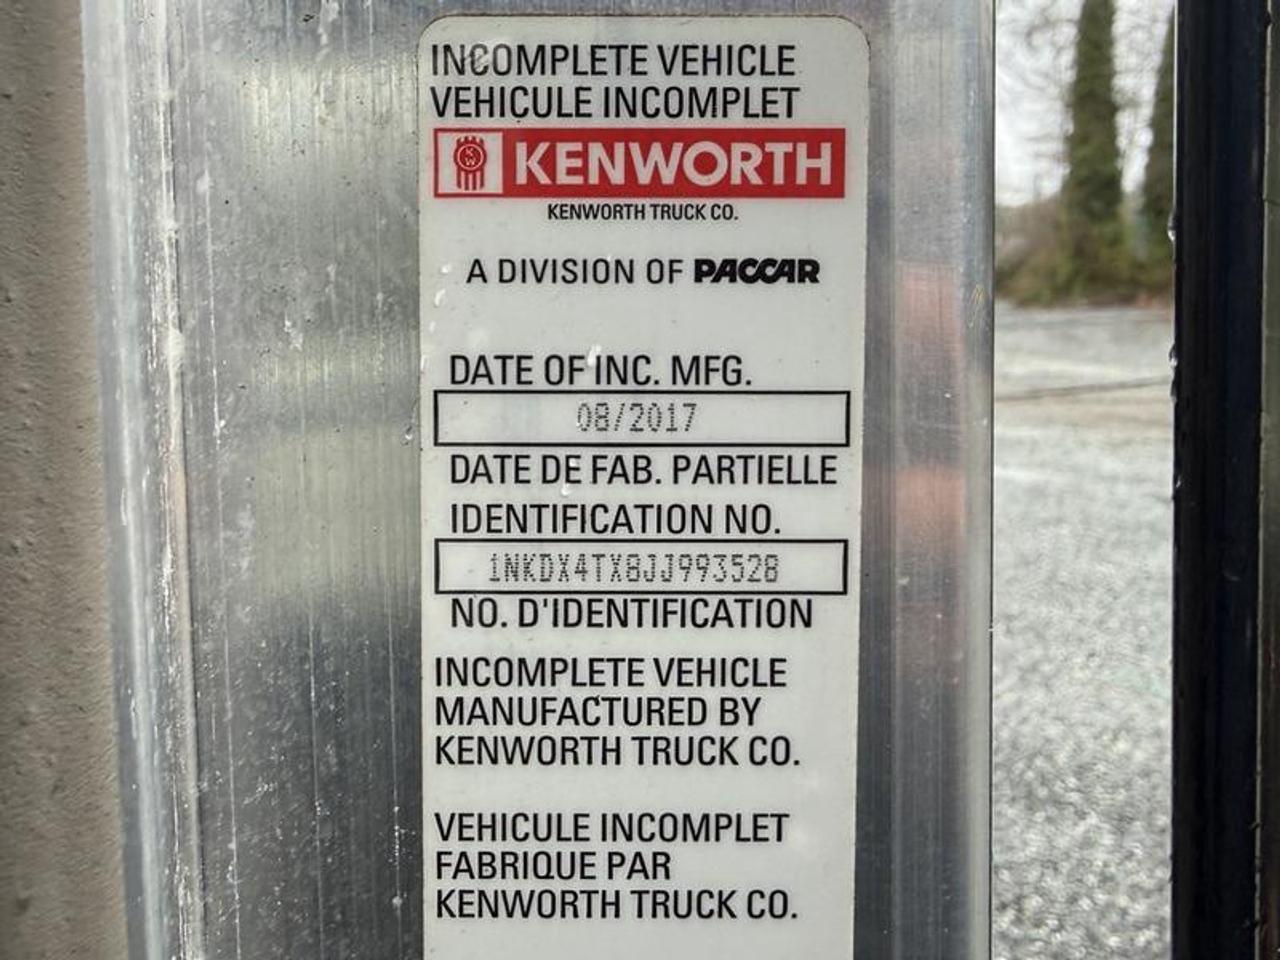 INCOMPLETE VEHICLE
VEHICULE INCOMPLET
KW KENWORTH
KENWORTH TRUCK CO.
A DIVISION OF PACCAR
DATE OF INC. MFG.
08/2017
DATE DE FAB. PARTIELLE
IDENTIFICATION NO.
1NKDX4TX8JJ993528
NO. D'IDENTIFICATION
INCOMPLETE VEHICLE
MANUFACTURED BY
KENWORTH TRUCK CO.
VEHICULE INCOMPLET
FABRIQUE PAR
KENWORTH TRUCK CO.